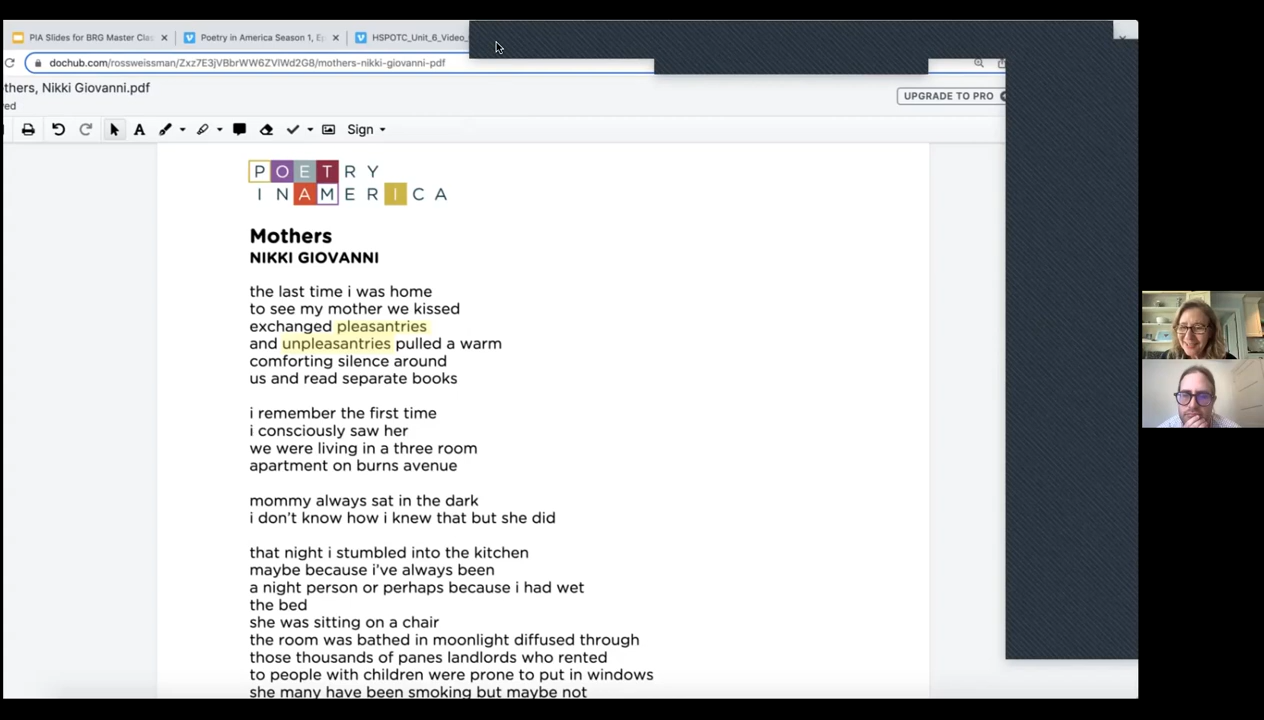 PIA Slides for BRG Master Clas
Poetry in America Season 1, Ep
HSPOTC_Unit_6_Video_
dochub.com/rossweissman/Zxz7E3jVBbrWW6ZVlWd2G8/mothers-nikki-giovanni-pdf
thers, Nikki Giovanni.pdf
ved
UPGRADE TO PRO
Sign
POETRY
IN AMERICA
Mothers
NIKKI GIOVANNI
the last time i was home
to see my mother we kissed
exchanged pleasantries
and unpleasantries pulled a warm
comforting silence around
us and read separate books
i remember the first time
i consciously saw her
we were living in a three room
apartment on burns avenue
mommy always sat in the dark
i don’t know how i knew that but she did
that night i stumbled into the kitchen
maybe because i’ve always been
a night person or perhaps because i had wet
the bed
she was sitting on a chair
the room was bathed in moonlight diffused through
those thousands of panes landlords who rented
to people with children were prone to put in windows
she many have been smoking but maybe not